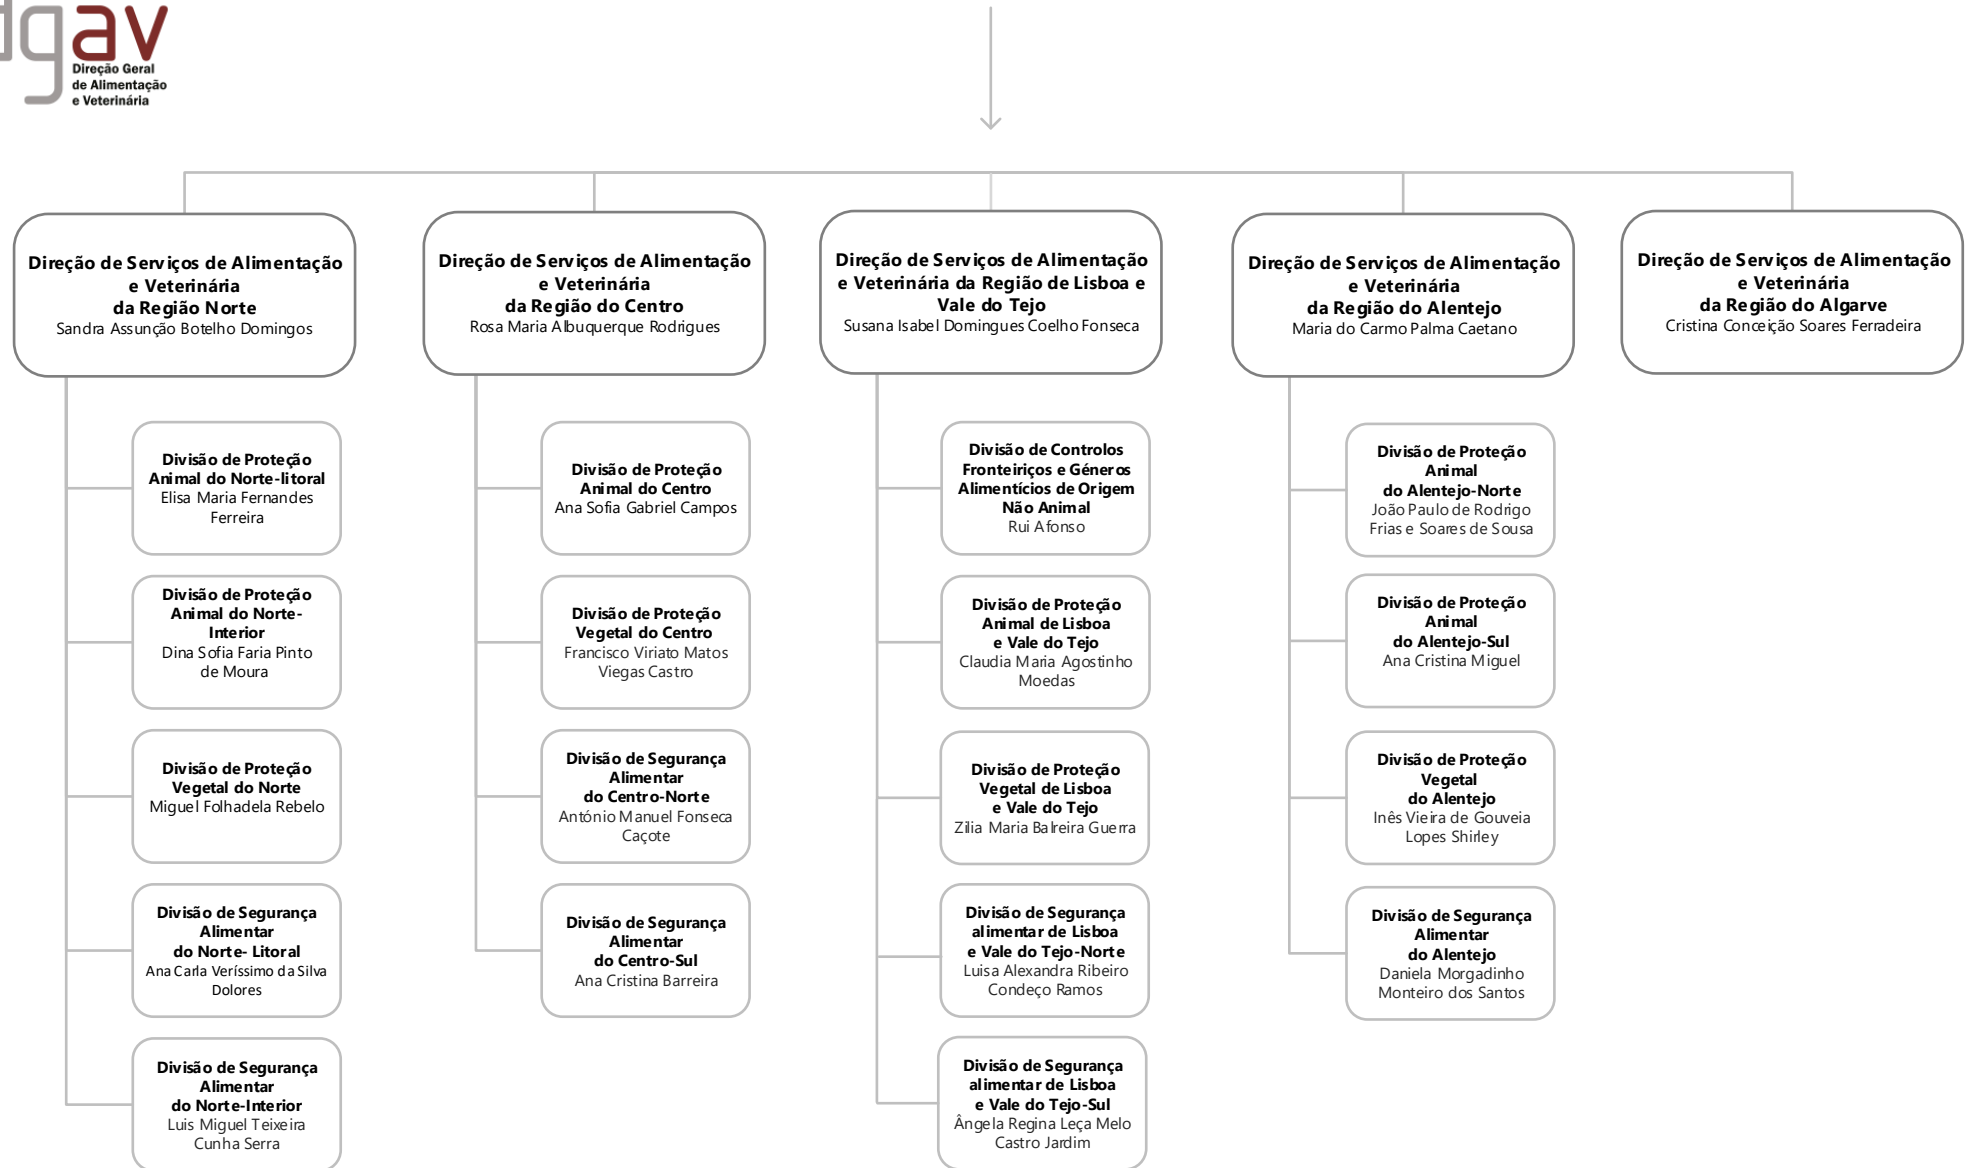 dgav
Direção Geral
de Alimentação
e Veterinária
Direção de Serviços de Alimentação
e Veterinária
da Região Norte
Sandra Assunção Botelho Domingos
Divisão de Proteção
Animal do Norte-litoral
Elisa Maria Fernandes
Ferreira
Divisão de Proteção
Animal do Norte-
Interior
Dina Sofia Faria Pinto
de Moura
Divisão de Proteção
Vegetal do Norte
Miguel Folhadela Rebelo
Divisão de Segurança
Alimentar
do Norte- Litoral
Ana Carla Veríssimo da Silva
Dolores
Divisão de Segurança
Alimentar
do Norte-Interior
Luis Miguel Teixeira
Cunha Serra
Direção de Serviços de Alimentação
e Veterinária
da Região do Centro
Rosa Maria Albuquerque Rodrigues
Divisão de Proteção
Animal do Centro
Ana Sofia Gabriel Campos
Divisão de Proteção
Vegetal do Centro
Francisco Viriato Matos
Viegas Castro
Divisão de Segurança
Alimentar
do Centro-Norte
António Manuel Fonseca
Caçote
Divisão de Segurança
Alimentar
do Centro-Sul
Ana Cristina Barreira
Direção de Serviços de Alimentação
e Veterinária da Região de Lisboa e
Vale do Tejo
Susana Isabel Domingues Coelho Fonseca
Divisão de Controlos
Fronteiriços e Géneros
Alimentícios de Origem
Não Animal
Rui Afonso
Divisão de Proteção
Animal de Lisboa
e Vale do Tejo
Claudia Maria Agostinho
Moedas
Divisão de Proteção
Vegetal de Lisboa
e Vale do Tejo
Zilia Maria Balreira Guerra
Divisão de Segurança
alimentar de Lisboa
e Vale do Tejo-Norte
Luisa Alexandra Ribeiro
Condeço Ramos
Divisão de Segurança
alimentar de Lisboa
e Vale do Tejo-Sul
Ângela Regina Leça Melo
Castro Jardim
Direção de Serviços de Alimentação
e Veterinária
da Região do Alentejo
Maria do Carmo Palma Caetano
Divisão de Proteção
Animal
do Alentejo-Norte
João Paulo de Rodrigo
Frias e Soares de Sousa
Divisão de Proteção
Animal
do Alentejo-Sul
Ana Cristina Miguel
Divisão de Proteção
Vegetal
do Alentejo
Inês Vieira de Gouveia
Lopes Shirley
Divisão de Segurança
Alimentar
do Alentejo
Daniela Morgadinho
Monteiro dos Santos
Direção de Serviços de Alimentação
e Veterinária
da Região do Algarve
Cristina Conceição Soares Ferradeira